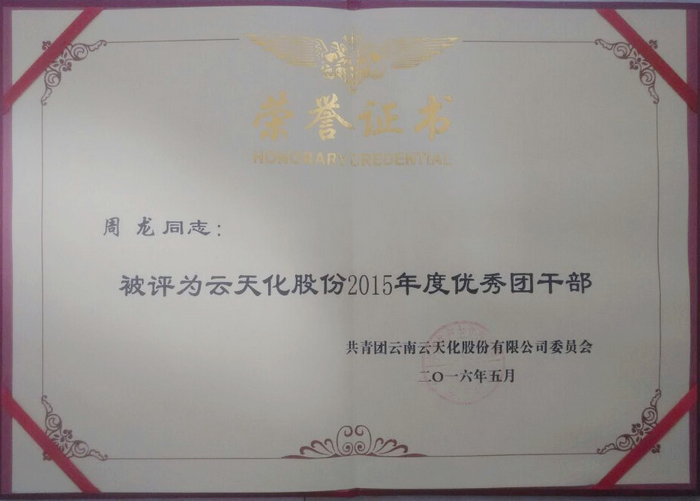 荣誉证书
HONORARY CREDENTIAL
周龙同志：
被评为云天化股份2015年度优秀团干部
共青团云南云天化股份有限公司委员会
二〇一六年五月